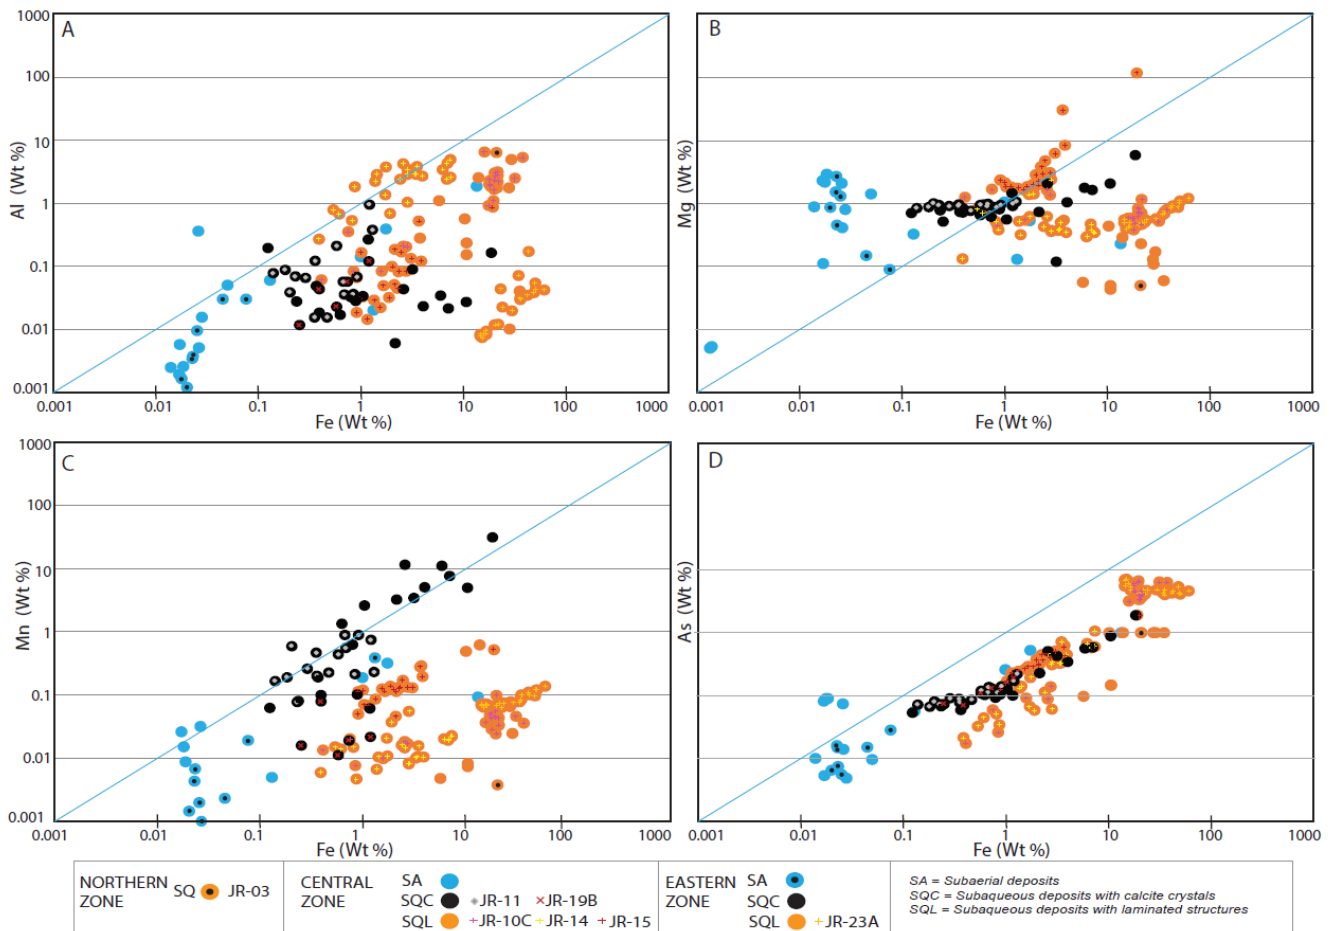 1000
A
100
10
Al (Wt %)
1
0.1
0.01
0.001
0.001 0.01 0.1 1 10 100 1000
Fe (Wt %)
B
Mg (Wt %)
0.001 0.01 0.1 1 10 100 1000
Fe (Wt %)
1000
C
100
10
Mn (Wt %)
1
0.1
0.01
0.001
0.001 0.01 0.1 1 10 100 1000
Fe (Wt %)
D
As (Wt %)
0.001 0.01 0.1 1 10 100 1000
Fe (Wt %)
NORTHERN ZONE SQ JR-03
CENTRAL ZONE
SA
SQC JR-11 JR-19B
SQL JR-10C JR-14 JR-15
EASTERN ZONE
SA
SQC
SQL JR-23A
SA = Subaerial deposits
SQC = Subaqueous deposits with calcite crystals
SQL = Subaqueous deposits with laminated structures